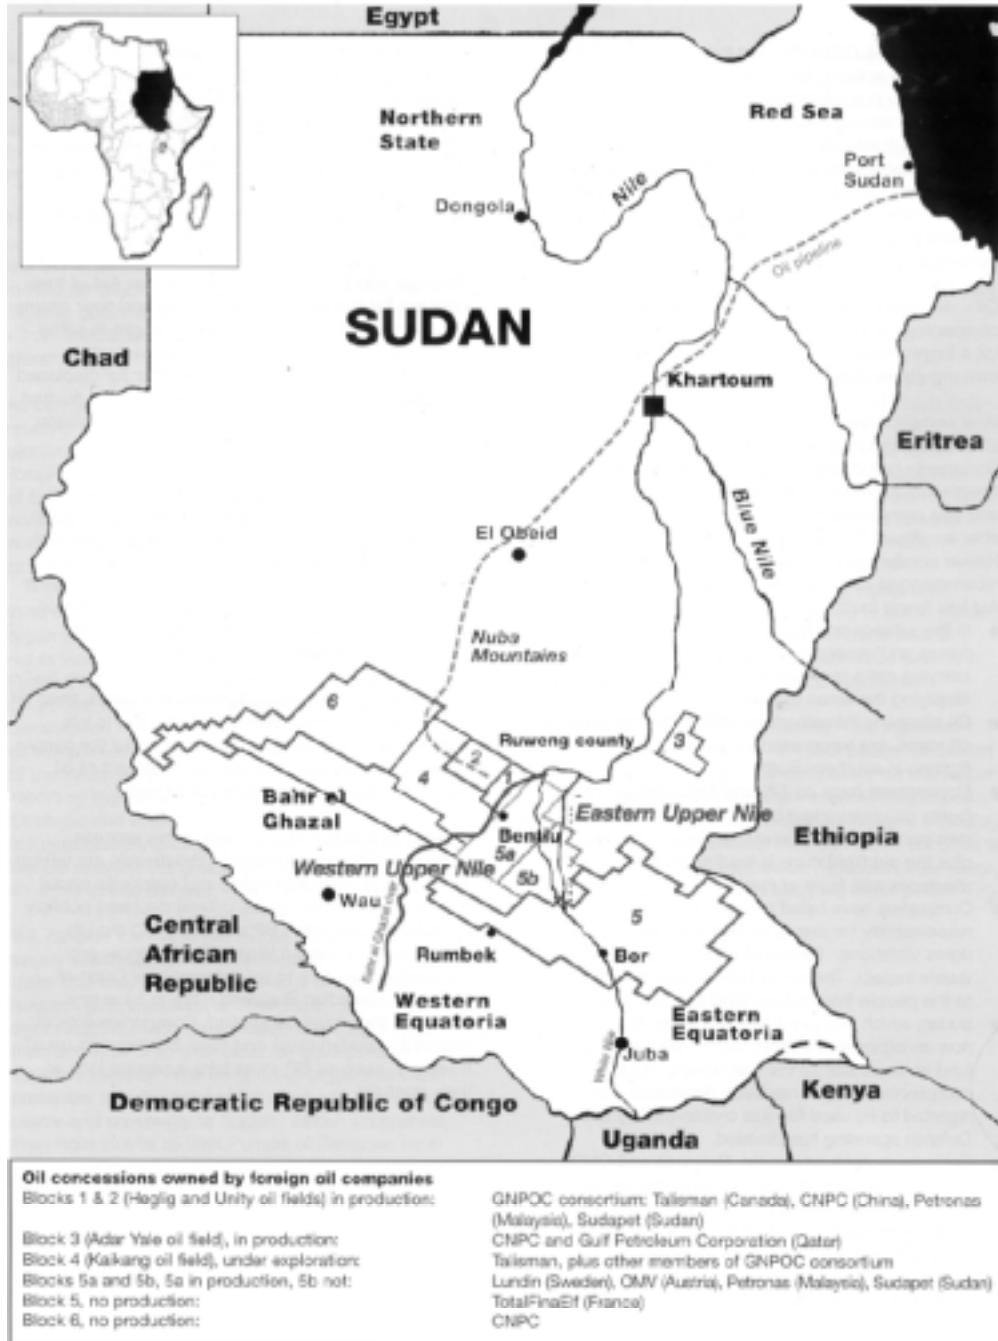 Egypt
Northern
State
Red Sea
Port
Sudan
Dongola
Nile
Oil pipeline
SUDAN
Chad
Khartoum
Eritrea
Blue Nile
El Obeid
Nuba
Mountains
6
Ruweng county
3
2
1
4
Bahr el
Ghazal
Bentiu
Eastern Upper Nile
Ethiopia
5a
Western Upper Nile
5b
Wau
5
Central
African
Republic
Bahr el-Ghazal river
Rumbek
Bor
Western
Equatoria
Eastern
Equatoria
White Nile
Juba
Kenya
Democratic Republic of Congo
Uganda
Oil concessions owned by foreign oil companies
Blocks 1 & 2 (Heglig and Unity oil fields) in production: GNPOC consortium: Talisman (Canada), CNPC (China), Petronas
(Malaysia), Sudapet (Sudan)
Block 3 (Adar Yale oil field), in production: CNPC and Gulf Petroleum Corporation (Qatar)
Block 4 (Kaikang oil field), under exploration: Talisman, plus other members of GNPOC consortium
Blocks 5a and 5b, 5a in production, 5b not: Lundin (Sweden), OMV (Austria), Petronas (Malaysia), Sudapet (Sudan)
Block 5, no production: TotalFinaElf (France)
Block 6, no production: CNPC